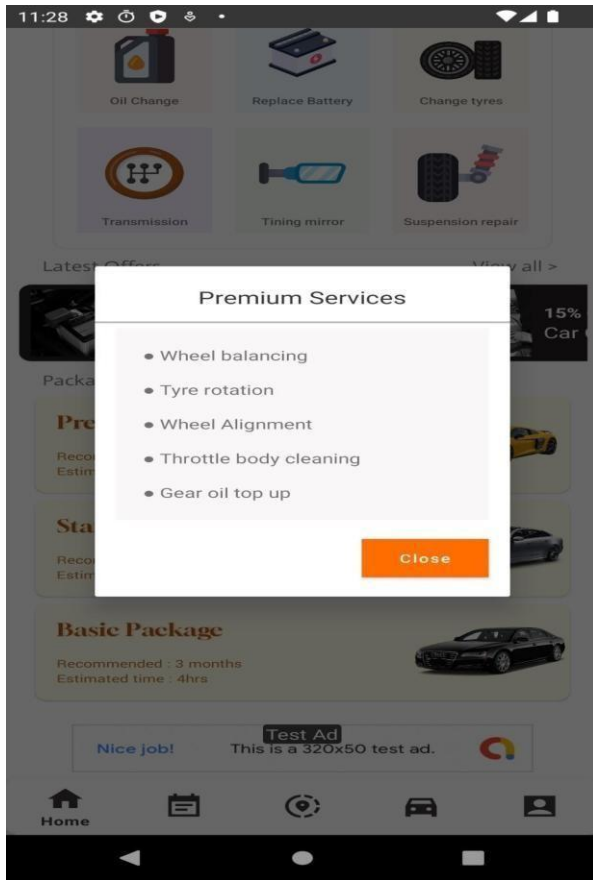 11:28
Oil Change
Replace Battery
Change tyres
Transmission
Tining mirror
Suspension repair
Latest Offers
View all >
Premium Services
15%
Car
• Wheel balancing
• Tyre rotation
• Wheel Alignment
• Throttle body cleaning
• Gear oil top up
Close
Basic Package
Recommended : 3 months
Estimated time : 4hrs
Test Ad
Nice job!
This is a 320x50 test ad.
Home